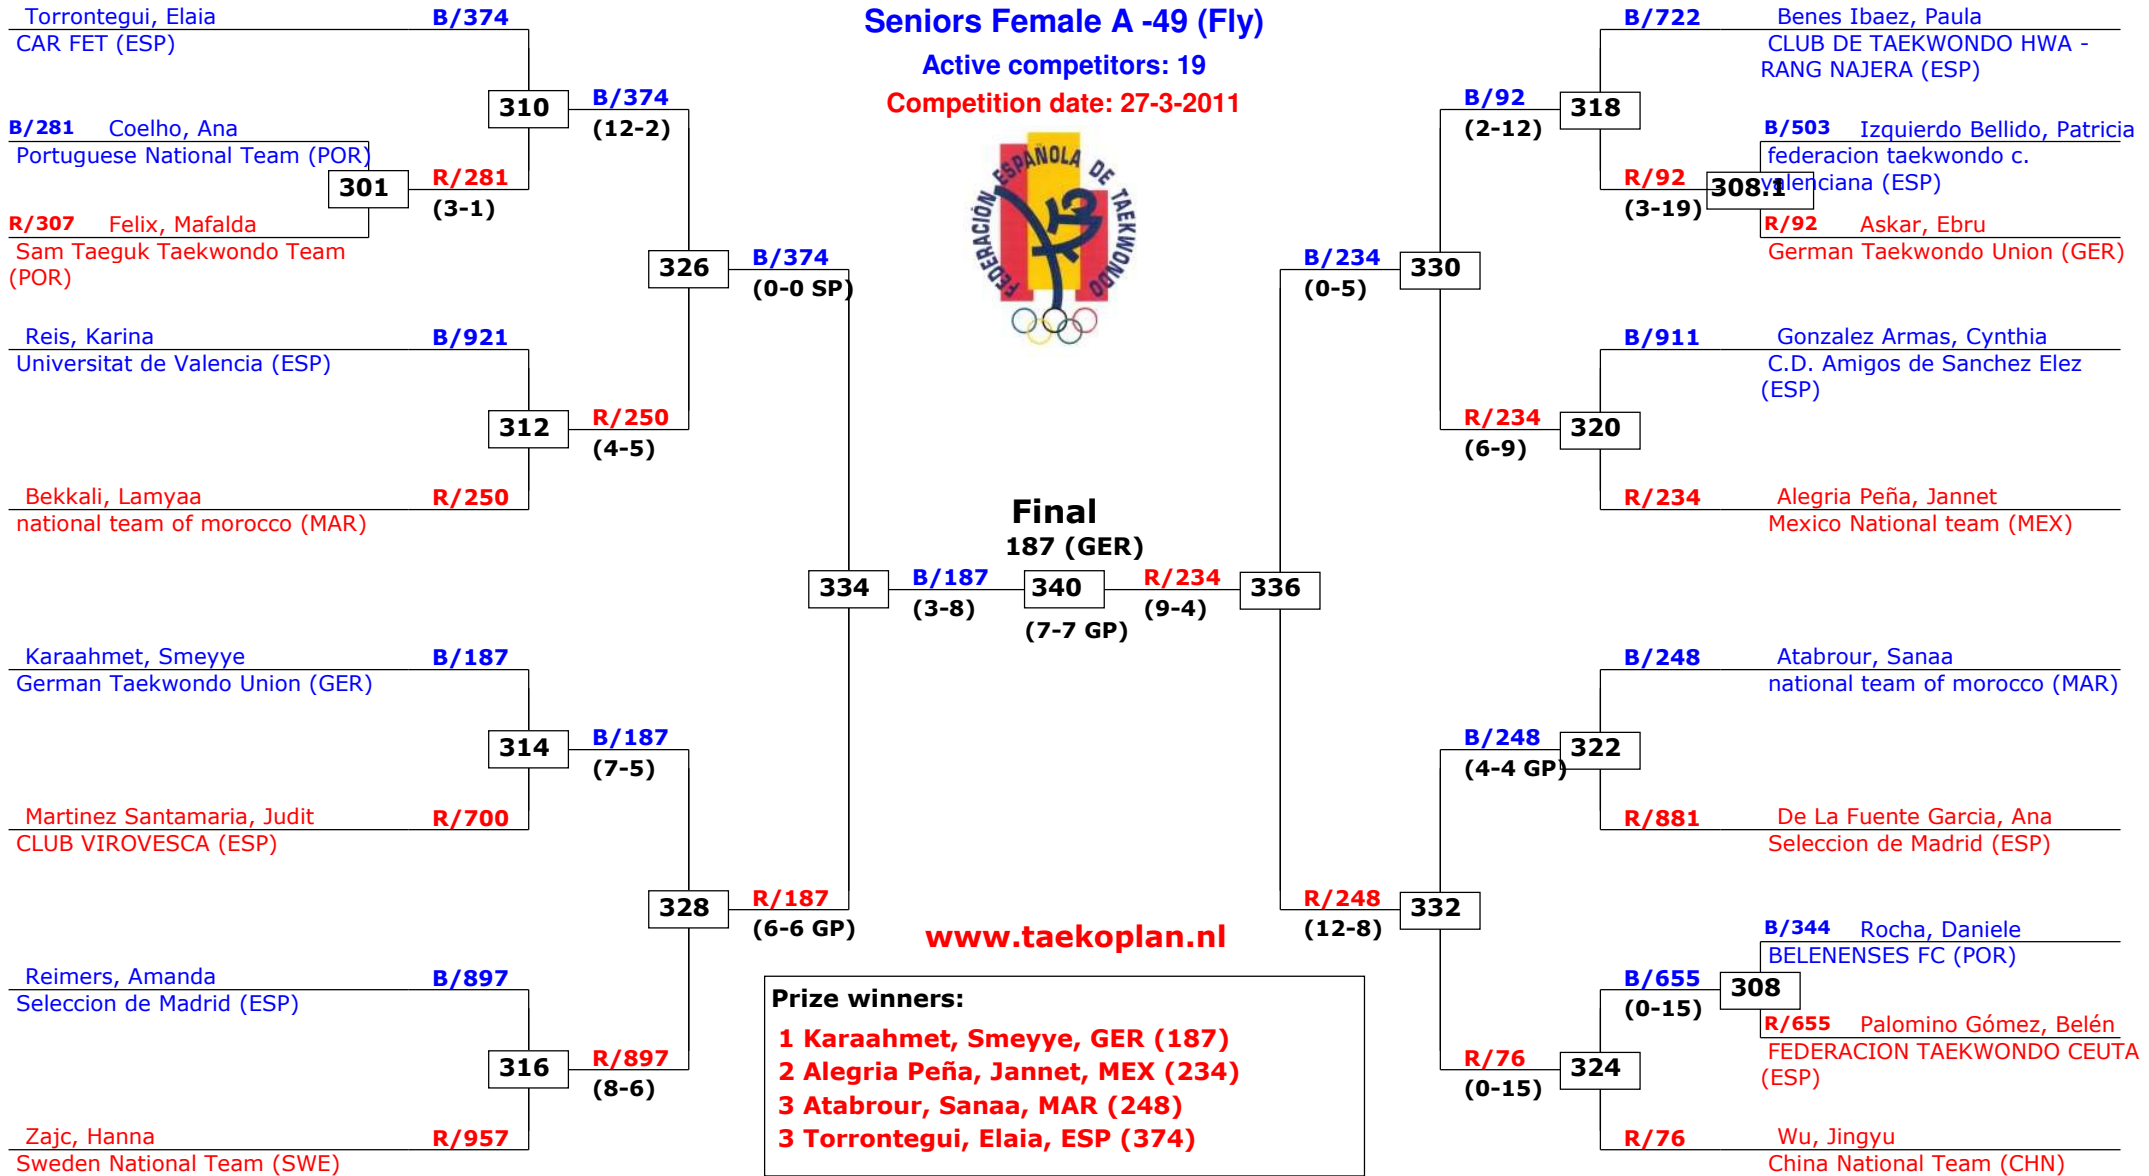 Seniors Female A -49 (Fly)
Active competitors: 19
Competition date: 27-3-2011
FEDERACIÓN ESPAÑOLA DE TAEKWONDO
Torrontegui, Elaia B/374
CAR FET (ESP)
310
B/374
(12-2)
B/281 Coelho, Ana
Portuguese National Team (POR)
301
R/281
(3-1)
R/307 Felix, Mafalda
Sam Taeguk Taekwondo Team
(POR)
326
B/374
(0-0 SP)
Reis, Karina B/921
Universitat de Valencia (ESP)
312
R/250
(4-5)
Bekkali, Lamyaa R/250
national team of morocco (MAR)
334
B/187
(3-8)
Karaahmet, Smeyye B/187
German Taekwondo Union (GER)
314
B/187
(7-5)
Martinez Santamaria, Judit R/700
CLUB VIROVESCA (ESP)
328
R/187
(6-6 GP)
Reimers, Amanda B/897
Seleccion de Madrid (ESP)
316
R/897
(8-6)
Zajc, Hanna R/957
Sweden National Team (SWE)
Final
187 (GER)
340
(7-7 GP)
R/234
(9-4)
336
B/722 Benes Ibaez, Paula
CLUB DE TAEKWONDO HWA -
RANG NAJERA (ESP)
B/92
(2-12)
318
B/503 Izquierdo Bellido, Patricia
federacion taekwondo c.
valenciana (ESP)
R/92
(3-19)
308.1
R/92 Askar, Ebru
German Taekwondo Union (GER)
B/234
(0-5)
330
B/911 Gonzalez Armas, Cynthia
C.D. Amigos de Sanchez Elez
(ESP)
R/234
(6-9)
320
R/234 Alegria Peña, Jannet
Mexico National team (MEX)
B/248 Atabrour, Sanaa
national team of morocco (MAR)
B/248
(4-4 GP)
322
R/881 De La Fuente Garcia, Ana
Seleccion de Madrid (ESP)
R/248
(12-8)
332
B/344 Rocha, Daniele
BELENENSES FC (POR)
B/655
(0-15)
308
R/655 Palomino Gómez, Belén
FEDERACION TAEKWONDO CEUTA
(ESP)
R/76
(0-15)
324
R/76 Wu, Jingyu
China National Team (CHN)
www.taekoplan.nl
Prize winners:
1 Karaahmet, Smeyye, GER (187)
2 Alegria Peña, Jannet, MEX (234)
3 Atabrour, Sanaa, MAR (248)
3 Torrontegui, Elaia, ESP (374)